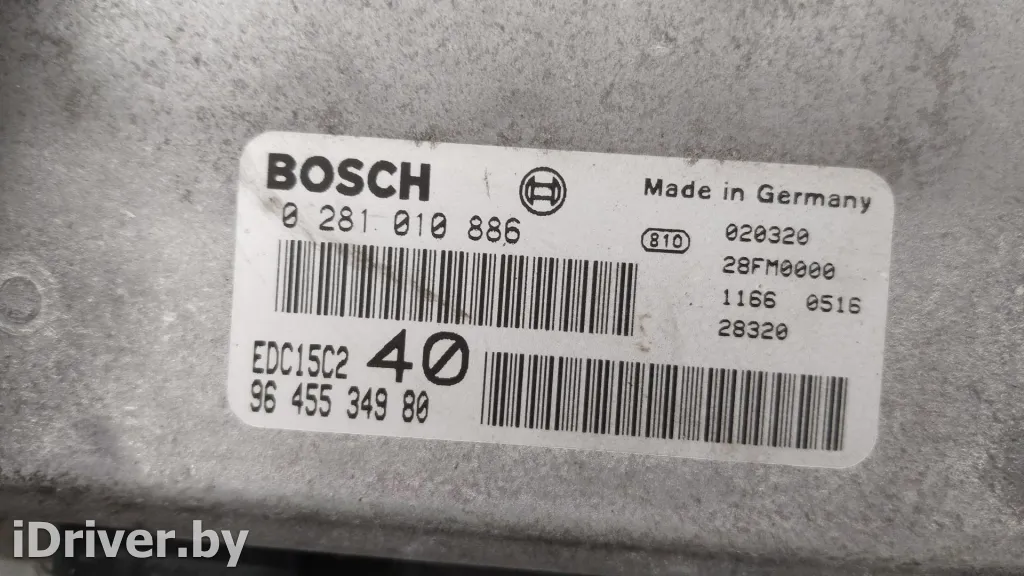 BOSCH
Made in Germany
0 281 010 886
810
020320
28FM0000
1166 0516
28320
EDC15C2 40
96 455 349 80
iDriver.by